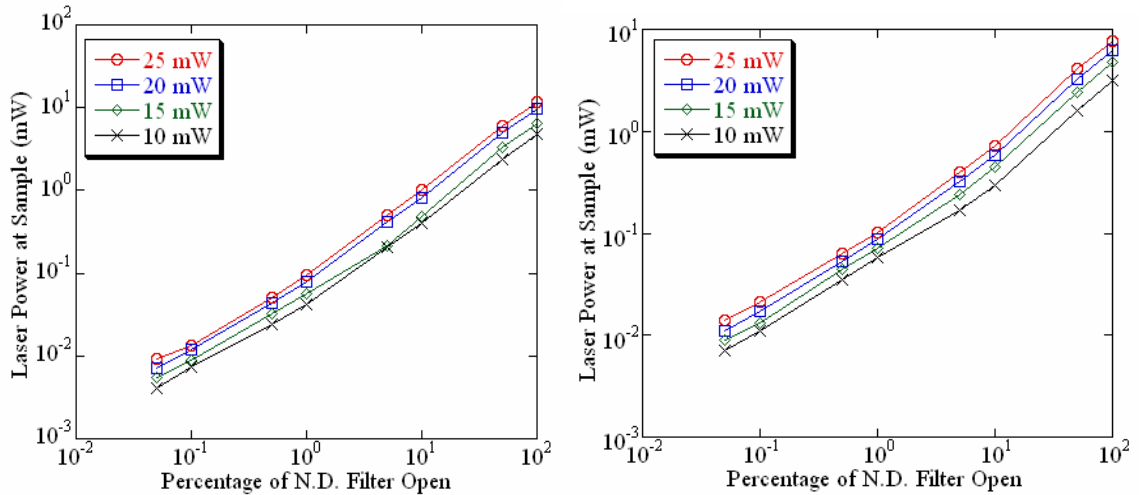 10^2
10^1
10^0
10^-1
10^-2
10^-3
Laser Power at Sample (mW)
25 mW
20 mW
15 mW
10 mW
10^-2 10^-1 10^0 10^1 10^2
Percentage of N.D. Filter Open
10^1
10^0
10^-1
10^-2
10^-3
Laser Power at Sample (mW)
25 mW
20 mW
15 mW
10 mW
10^-2 10^-1 10^0 10^1 10^2
Percentage of N.D. Filter Open